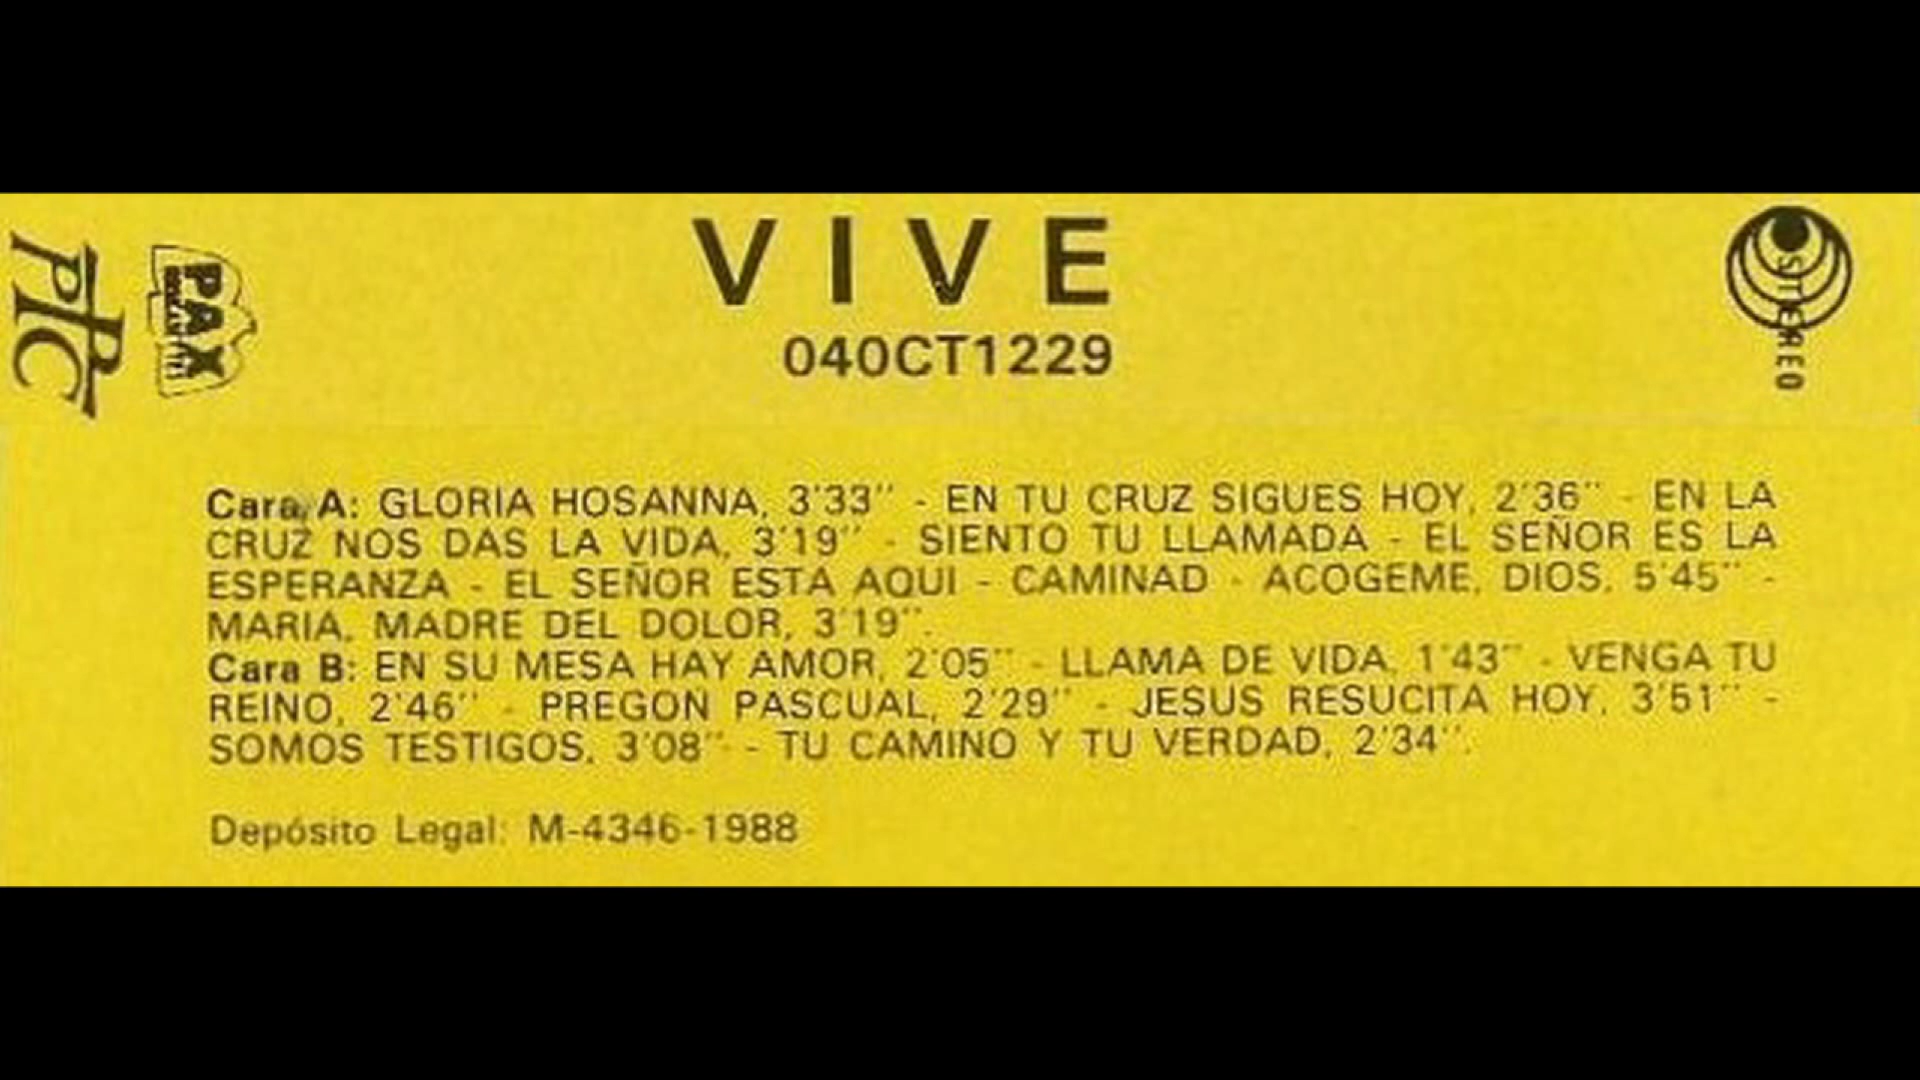 VIVE
040CT1229
PTC
PAX
STEREO
Cara A: GLORIA HOSANNA, 3'33'' - EN TU CRUZ SIGUES HOY, 2'36'' - EN LA
CRUZ NOS DAS LA VIDA, 3'19'' - SIENTO TU LLAMADA - EL SEÑOR ES LA
ESPERANZA - EL SEÑOR ESTA AQUI - CAMINAD - ACOGEME, DIOS, 5'45'' -
MARIA, MADRE DEL DOLOR, 3'19''.
Cara B: EN SU MESA HAY AMOR, 2'05'' - LLAMA DE VIDA, 1'43'' - VENGA TU
REINO, 2'46'' - PREGON PASCUAL, 2'29'' - JESUS RESUCITA HOY, 3'51'' -
SOMOS TESTIGOS, 3'08'' - TU CAMINO Y TU VERDAD, 2'34''.
Depósito Legal: M-4346-1988